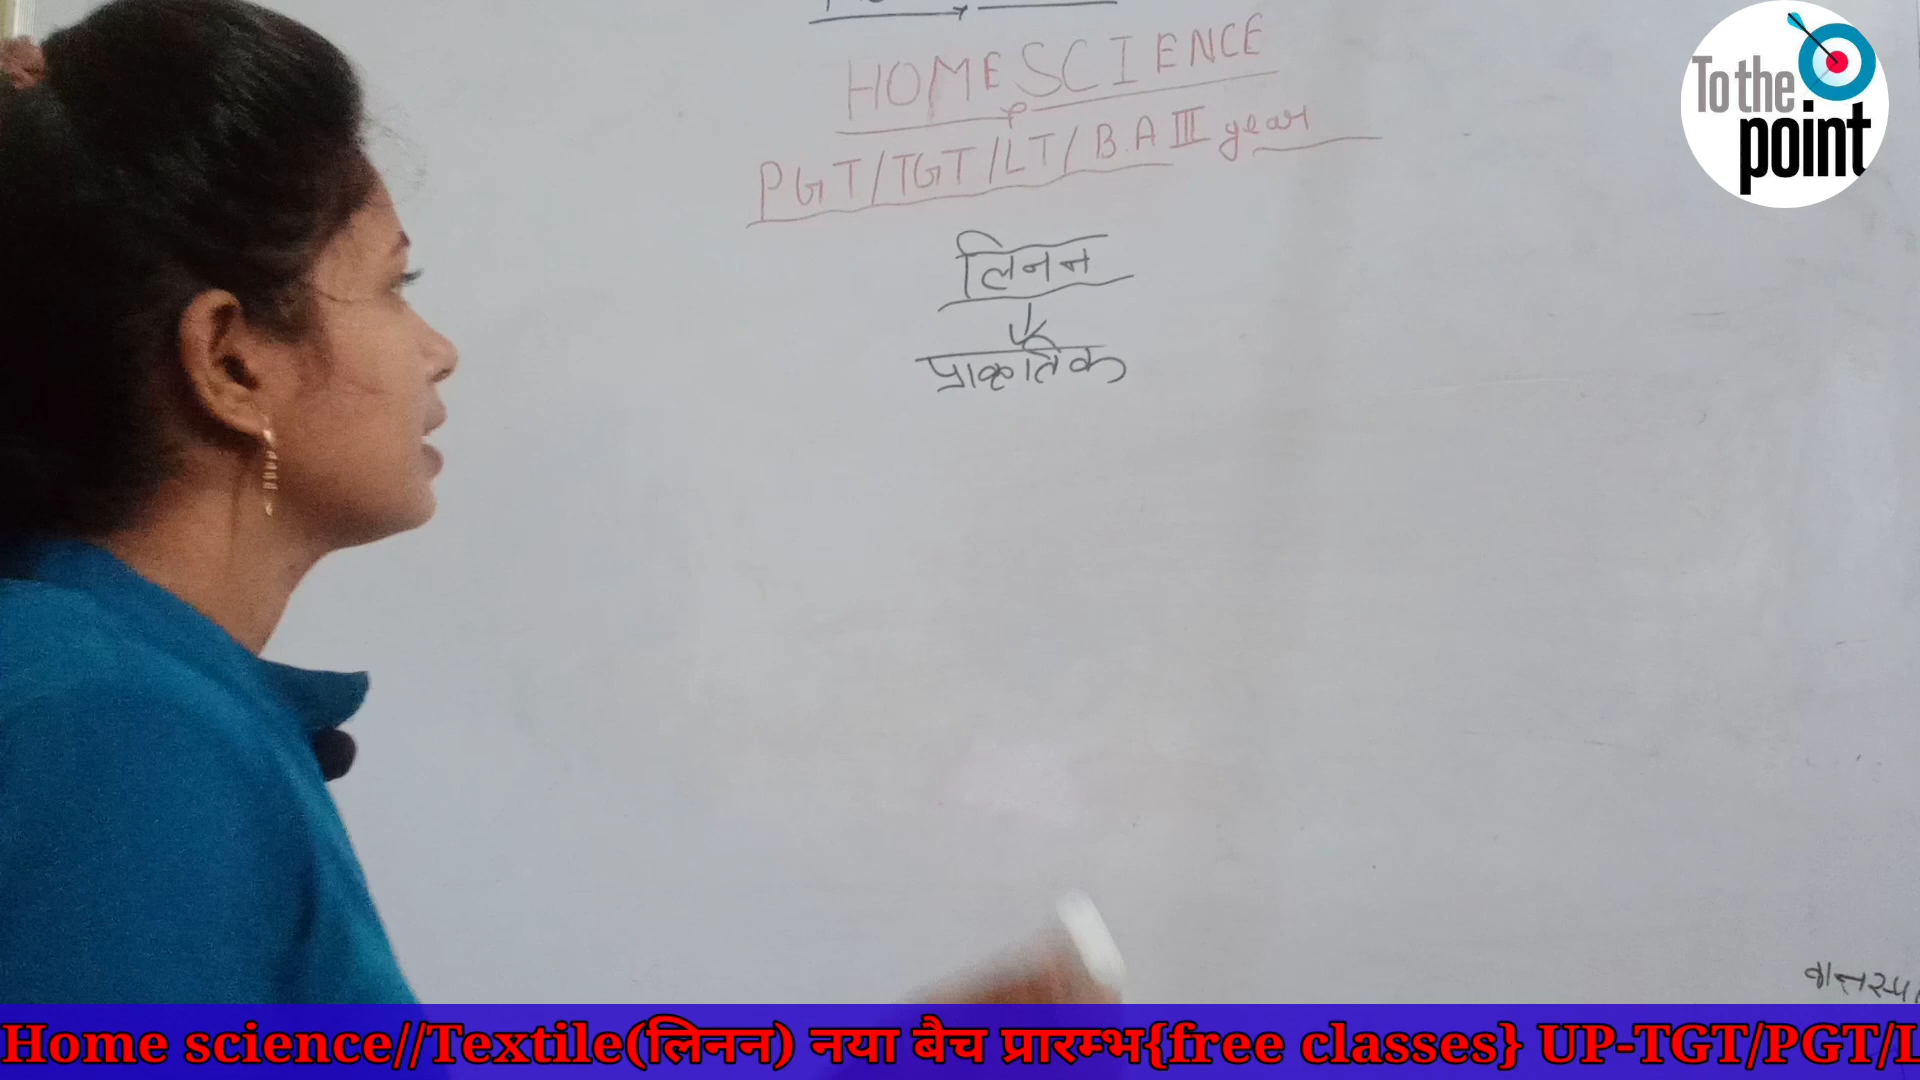 HOME SCIENCE
PGT/TGT/LT/B.A III year
लिनन
प्राकृतिक
To the
point
Home science//Textile(लिनन) नया बैच प्रारम्भ{free classes} UP-TGT/PGT/L